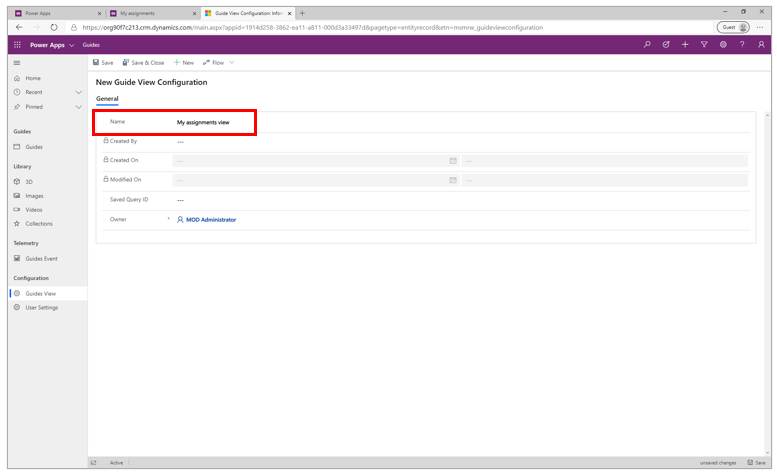 Power Apps
My assignments
Guide View Configuration: Infor
https://org90f7c213.crm.dynamics.com/main.aspx?appid=1914d258-3862-ea11-a811-000d3a33497d&pagetype=entityrecord&etn=msmrw_guideviewconfiguration
Guest
Power Apps
Guides
Save
Save & Close
New
Flow
Home
New Guide View Configuration
Recent
Pinned
General
Name
My assignments view
Guides
Created By
---
Guides
Created On
---
---
Library
Modified On
---
---
3D
Images
Saved Query ID
---
Videos
Owner
*
MOD Administrator
Collections
Telemetry
Guides Event
Configuration
Guides View
User Settings
Active
unsaved changes
Save